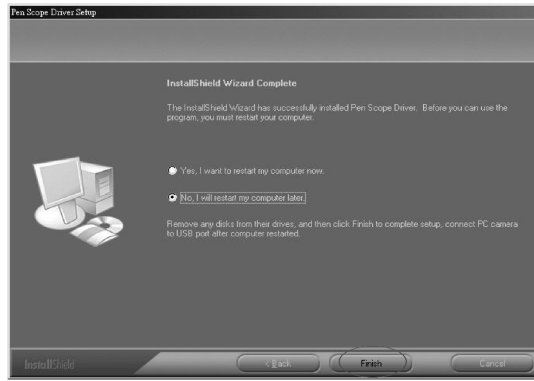 Pen Scope Driver Setup
InstallShield Wizard Complete
The InstallShield Wizard has successfully installed Pen Scope Driver. Before you can use the
program, you must restart your computer.
Yes, I want to restart my computer now.
No, I will restart my computer later.
Remove any disks from their drives, and then click Finish to complete setup, connect PC camera
to USB port after computer restarted.
InstallShield
< Back
Finish
Cancel